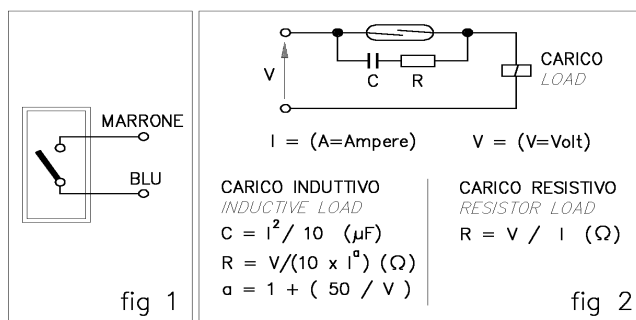 MARRONE
BLU
fig 1
V
C
R
CARICO
LOAD
I = (A=Ampere)
V = (V=Volt)
CARICO INDUTTIVO
INDUCTIVE LOAD
C = I² / 10 (µF)
R = V/(10 x Iᵃ) (Ω)
a = 1 + ( 50 / V )
CARICO RESISTIVO
RESISTOR LOAD
R = V / I (Ω)
fig 2